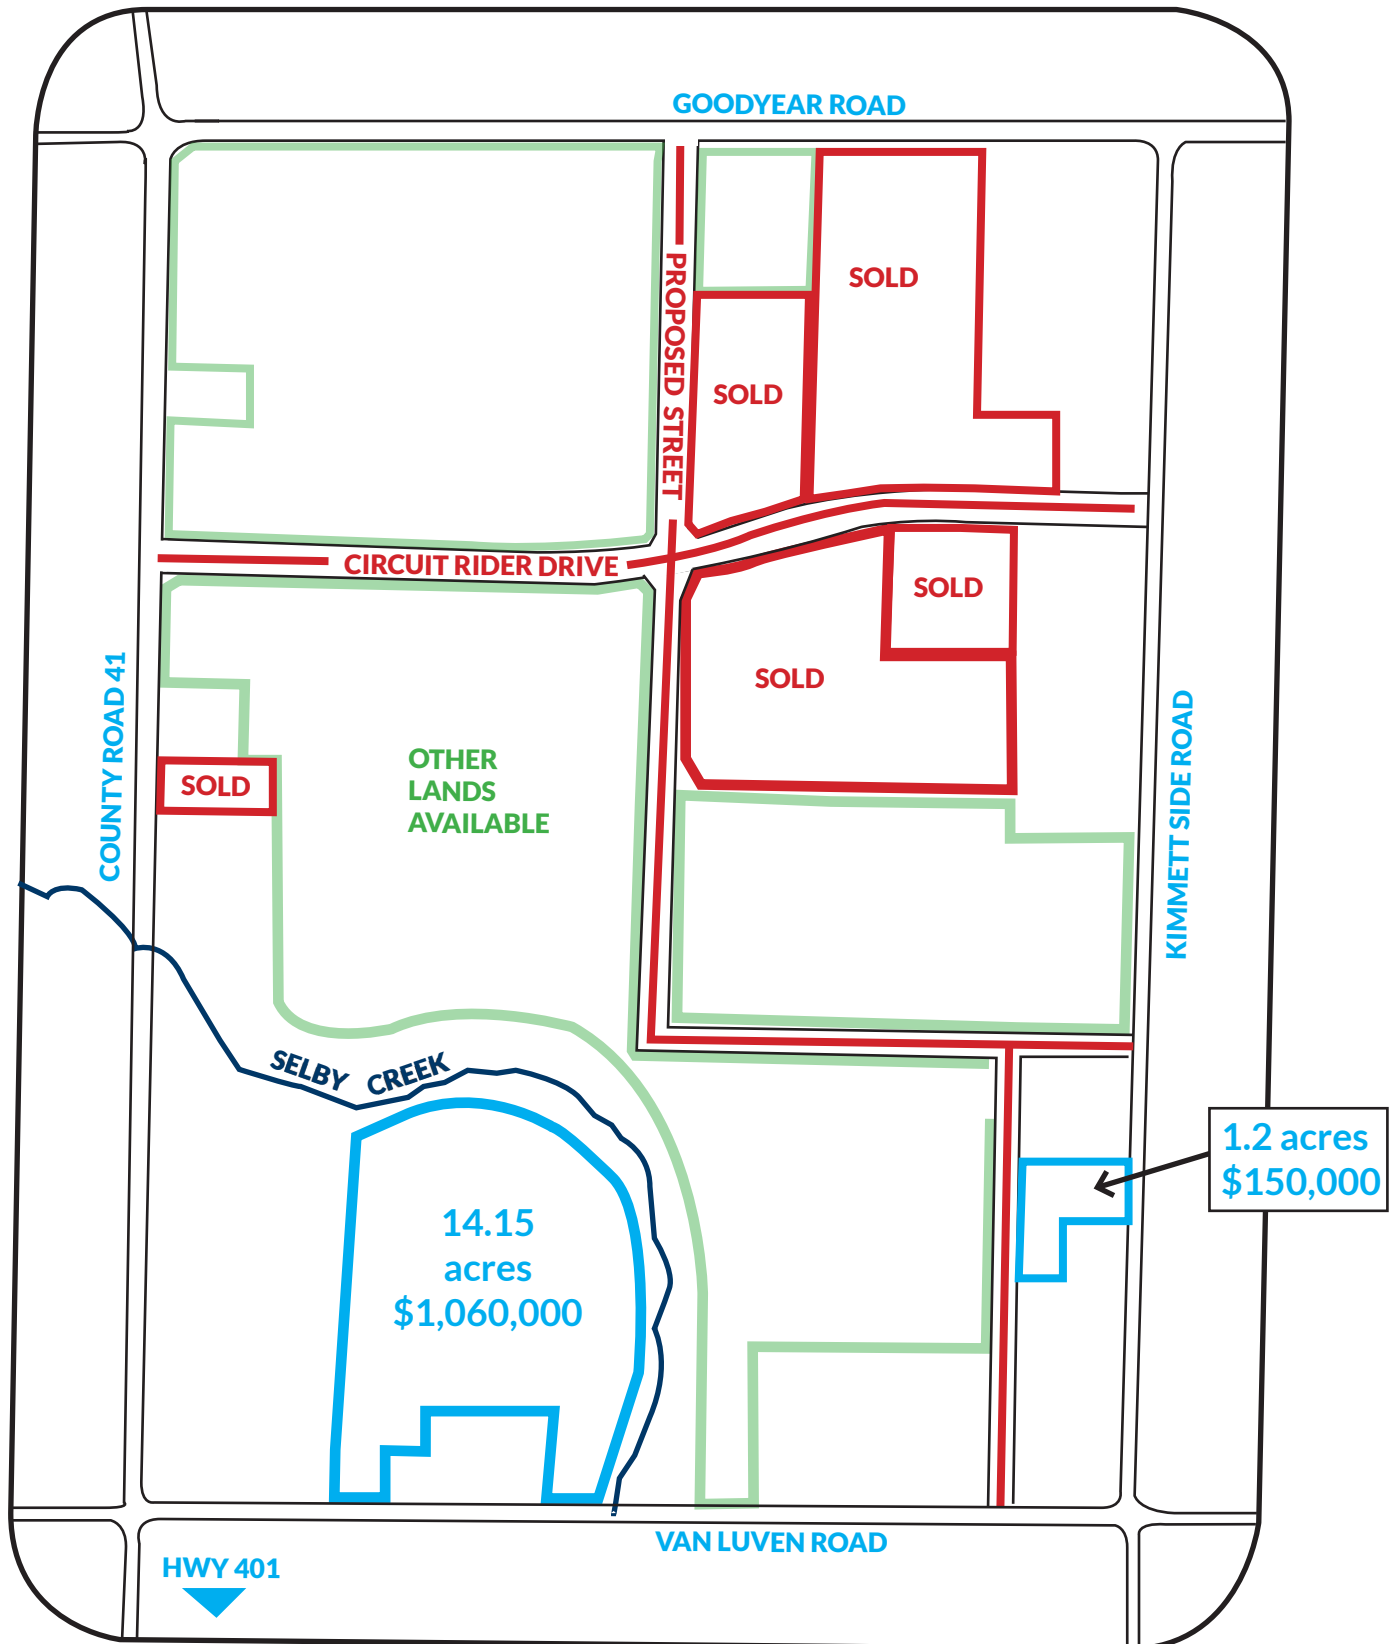 GOODYEAR ROAD
SOLD
PROPOSED STREET
SOLD
CIRCUIT RIDER DRIVE
SOLD
SOLD
COUNTY ROAD 41
KIMMETT SIDE ROAD
SOLD
OTHER
LANDS
AVAILABLE
SELBY CREEK
1.2 acres
$150,000
14.15
acres
$1,060,000
VAN LUVEN ROAD
HWY 401